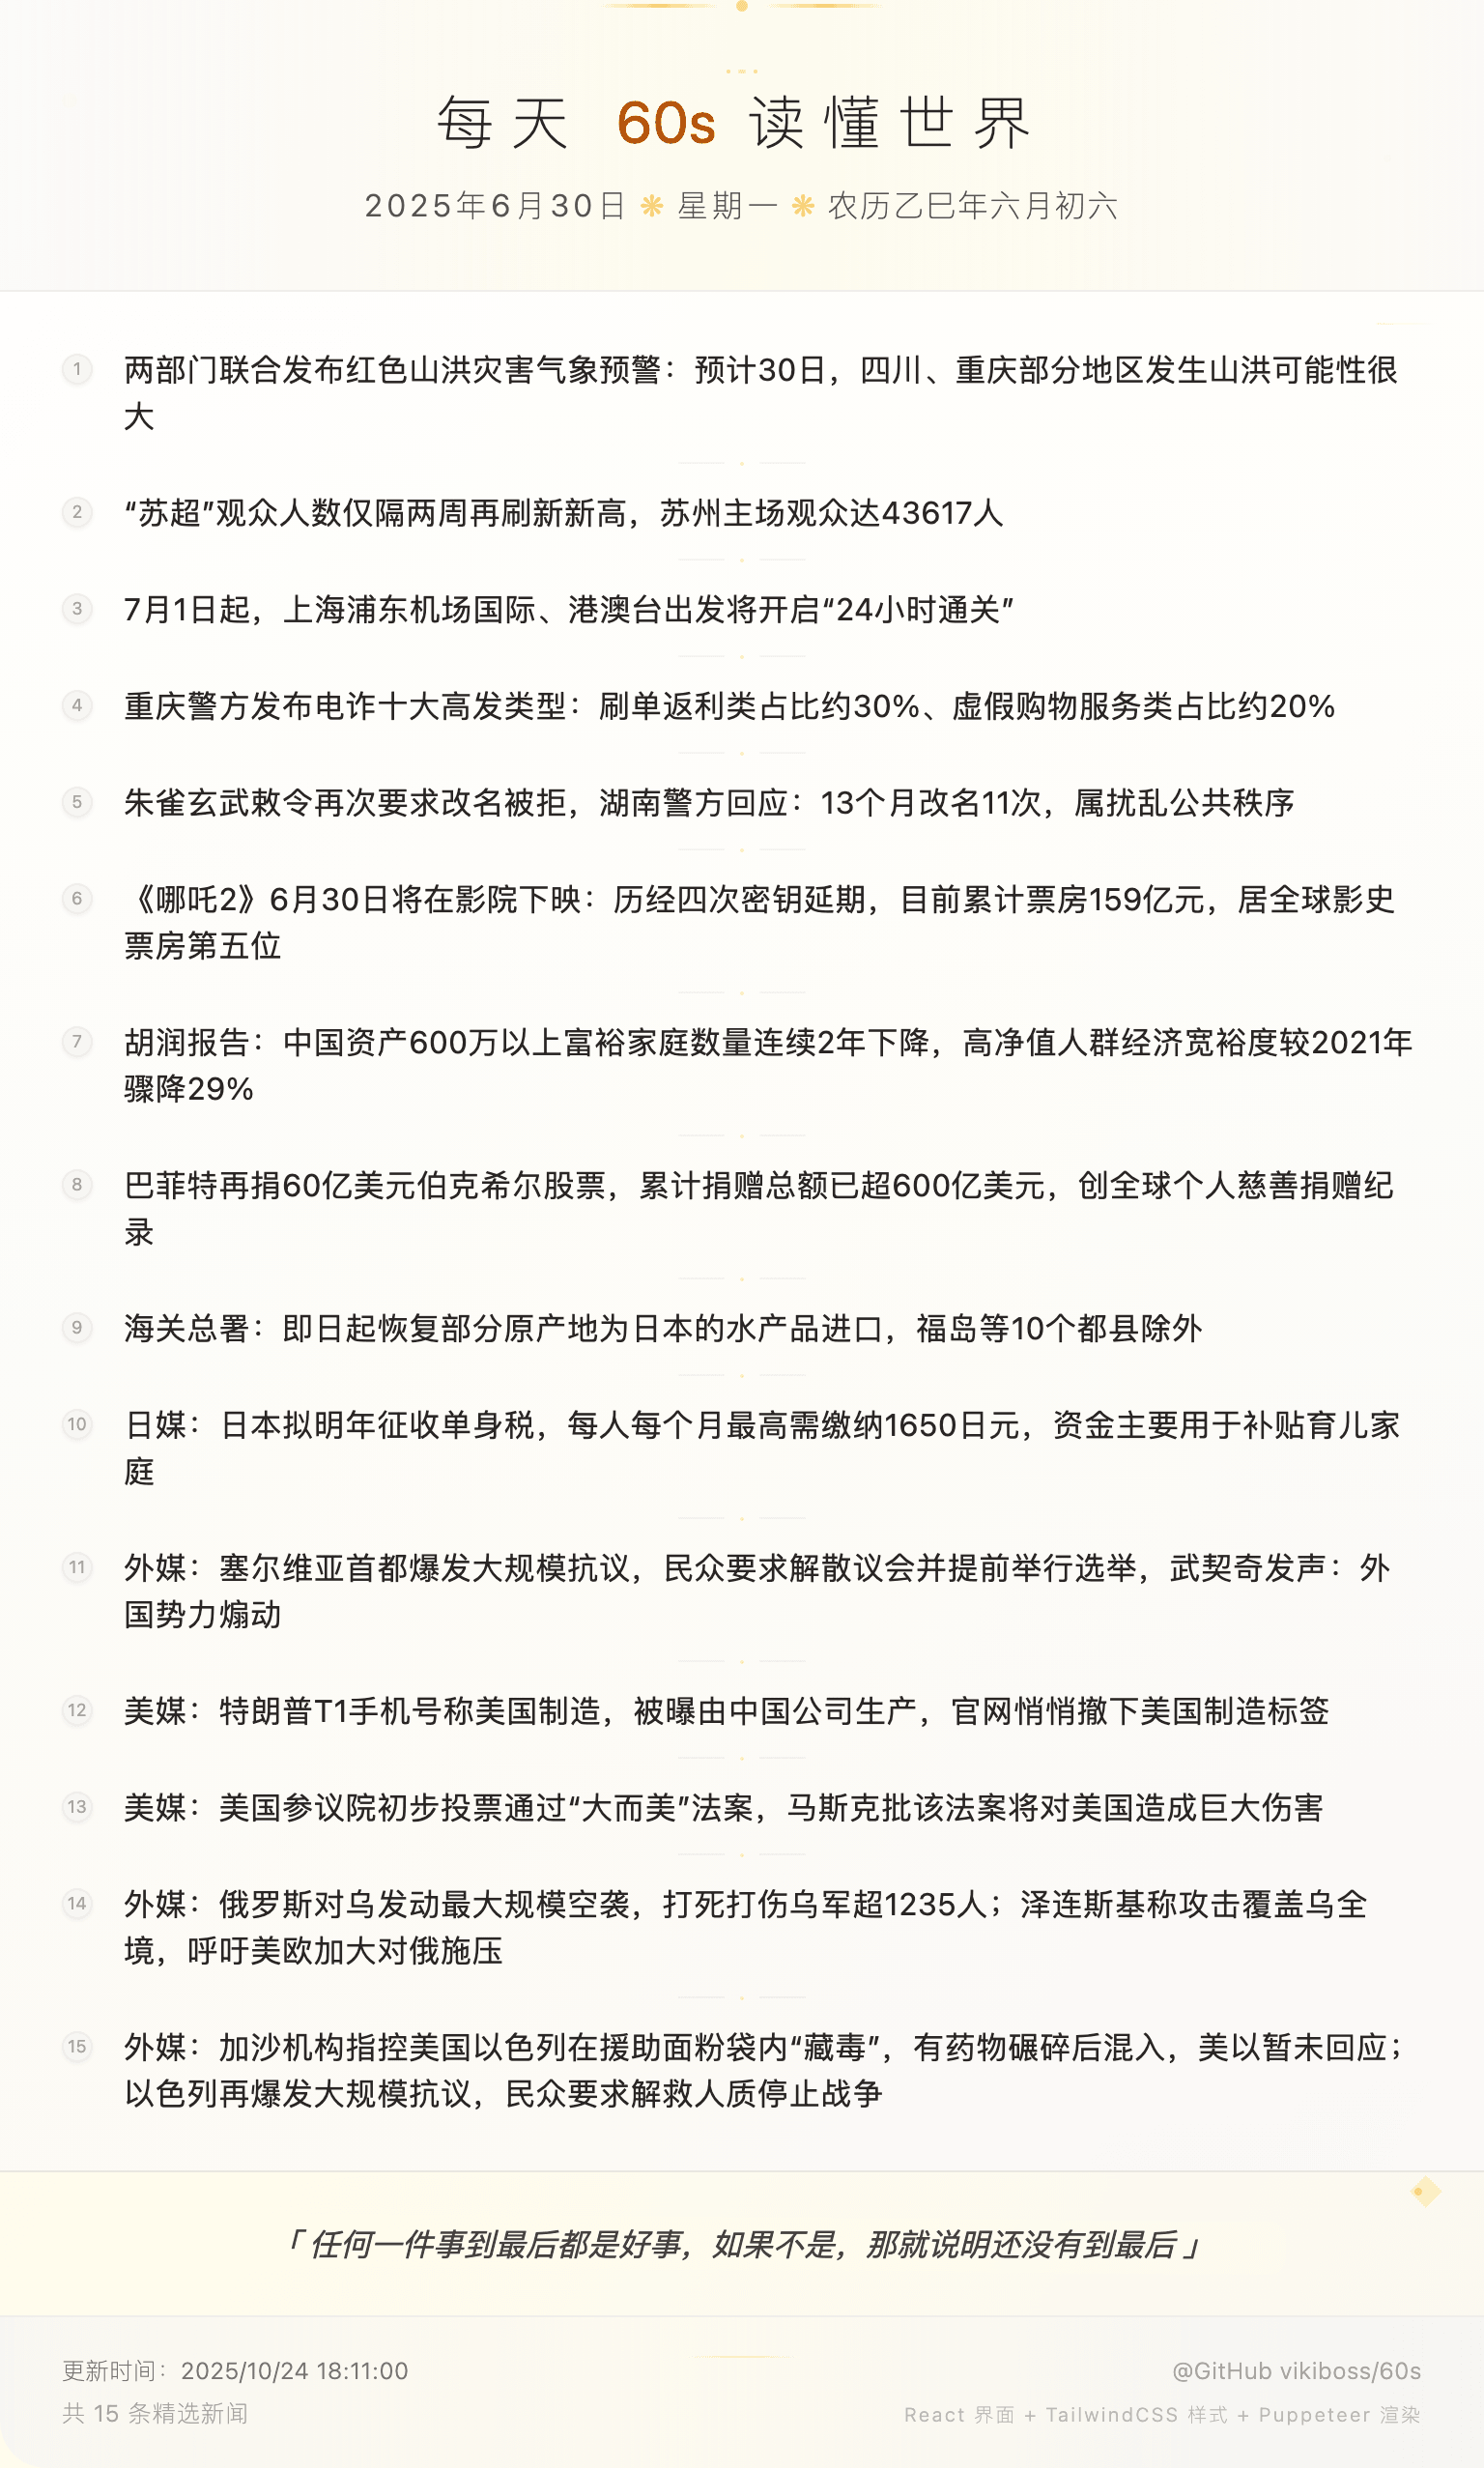 每天 60s 读懂世界
2025年6月30日 ❋ 星期一 ❋ 农历乙巳年六月初六
1 两部门联合发布红色山洪灾害气象预警：预计30日，四川、重庆部分地区发生山洪可能性很
大
2 “苏超”观众人数仅隔两周再刷新新高，苏州主场观众达43617人
3 7月1日起，上海浦东机场国际、港澳台出发将开启“24小时通关”
4 重庆警方发布电诈十大高发类型：刷单返利类占比约30%、虚假购物服务类占比约20%
5 朱雀玄武敕令再次要求改名被拒，湖南警方回应：13个月改名11次，属扰乱公共秩序
6 《哪吒2》6月30日将在影院下映：历经四次密钥延期，目前累计票房159亿元，居全球影史
票房第五位
7 胡润报告：中国资产600万以上富裕家庭数量连续2年下降，高净值人群经济宽裕度较2021年
骤降29%
8 巴菲特再捐60亿美元伯克希尔股票，累计捐赠总额已超600亿美元，创全球个人慈善捐赠纪
录
9 海关总署：即日起恢复部分原产地为日本的水产品进口，福岛等10个都县除外
10 日媒：日本拟明年征收单身税，每人每个月最高需缴纳1650日元，资金主要用于补贴育儿家
庭
11 外媒：塞尔维亚首都爆发大规模抗议，民众要求解散议会并提前举行选举，武契奇发声：外
国势力煽动
12 美媒：特朗普T1手机号称美国制造，被曝由中国公司生产，官网悄悄撤下美国制造标签
13 美媒：美国参议院初步投票通过“大而美”法案，马斯克批该法案将对美国造成巨大伤害
14 外媒：俄罗斯对乌发动最大规模空袭，打死打伤乌军超1235人；泽连斯基称攻击覆盖乌全
境，呼吁美欧加大对俄施压
15 外媒：加沙机构指控美国以色列在援助面粉袋内“藏毒”，有药物碾碎后混入，美以暂未回应；
以色列再爆发大规模抗议，民众要求解救人质停止战争
「 任何一件事到最后都是好事，如果不是，那就说明还没有到最后 」
更新时间：2025/10/24 18:11:00
@GitHub vikiboss/60s
共 15 条精选新闻
React 界面 + TailwindCSS 样式 + Puppeteer 渲染